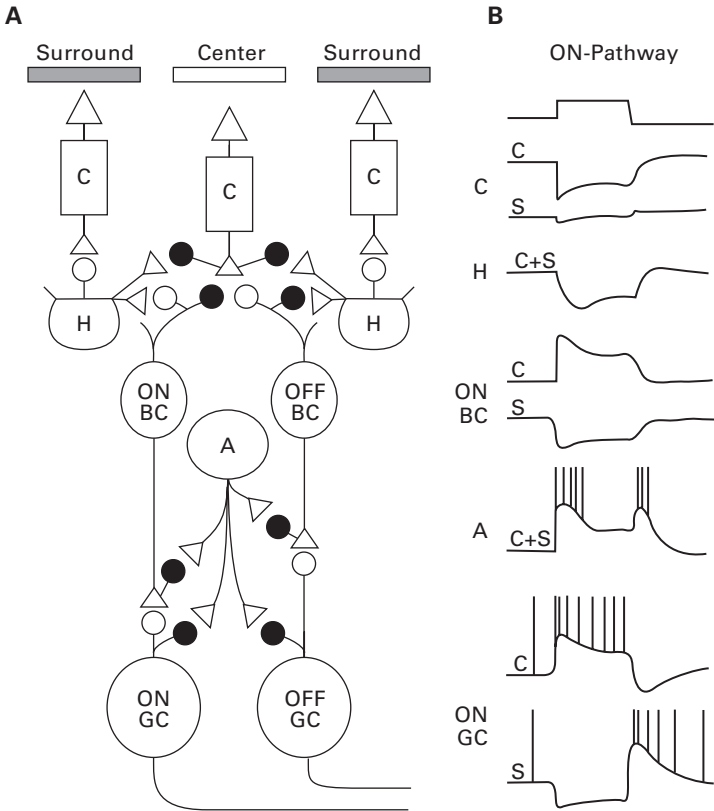 A
Surround
Center
Surround
C
C
C
H
H
ON
BC
OFF
BC
A
ON
GC
OFF
GC
B
ON-Pathway
C
C
S
H
C+S
ON
BC
C
S
A
C+S
C
ON
GC
S